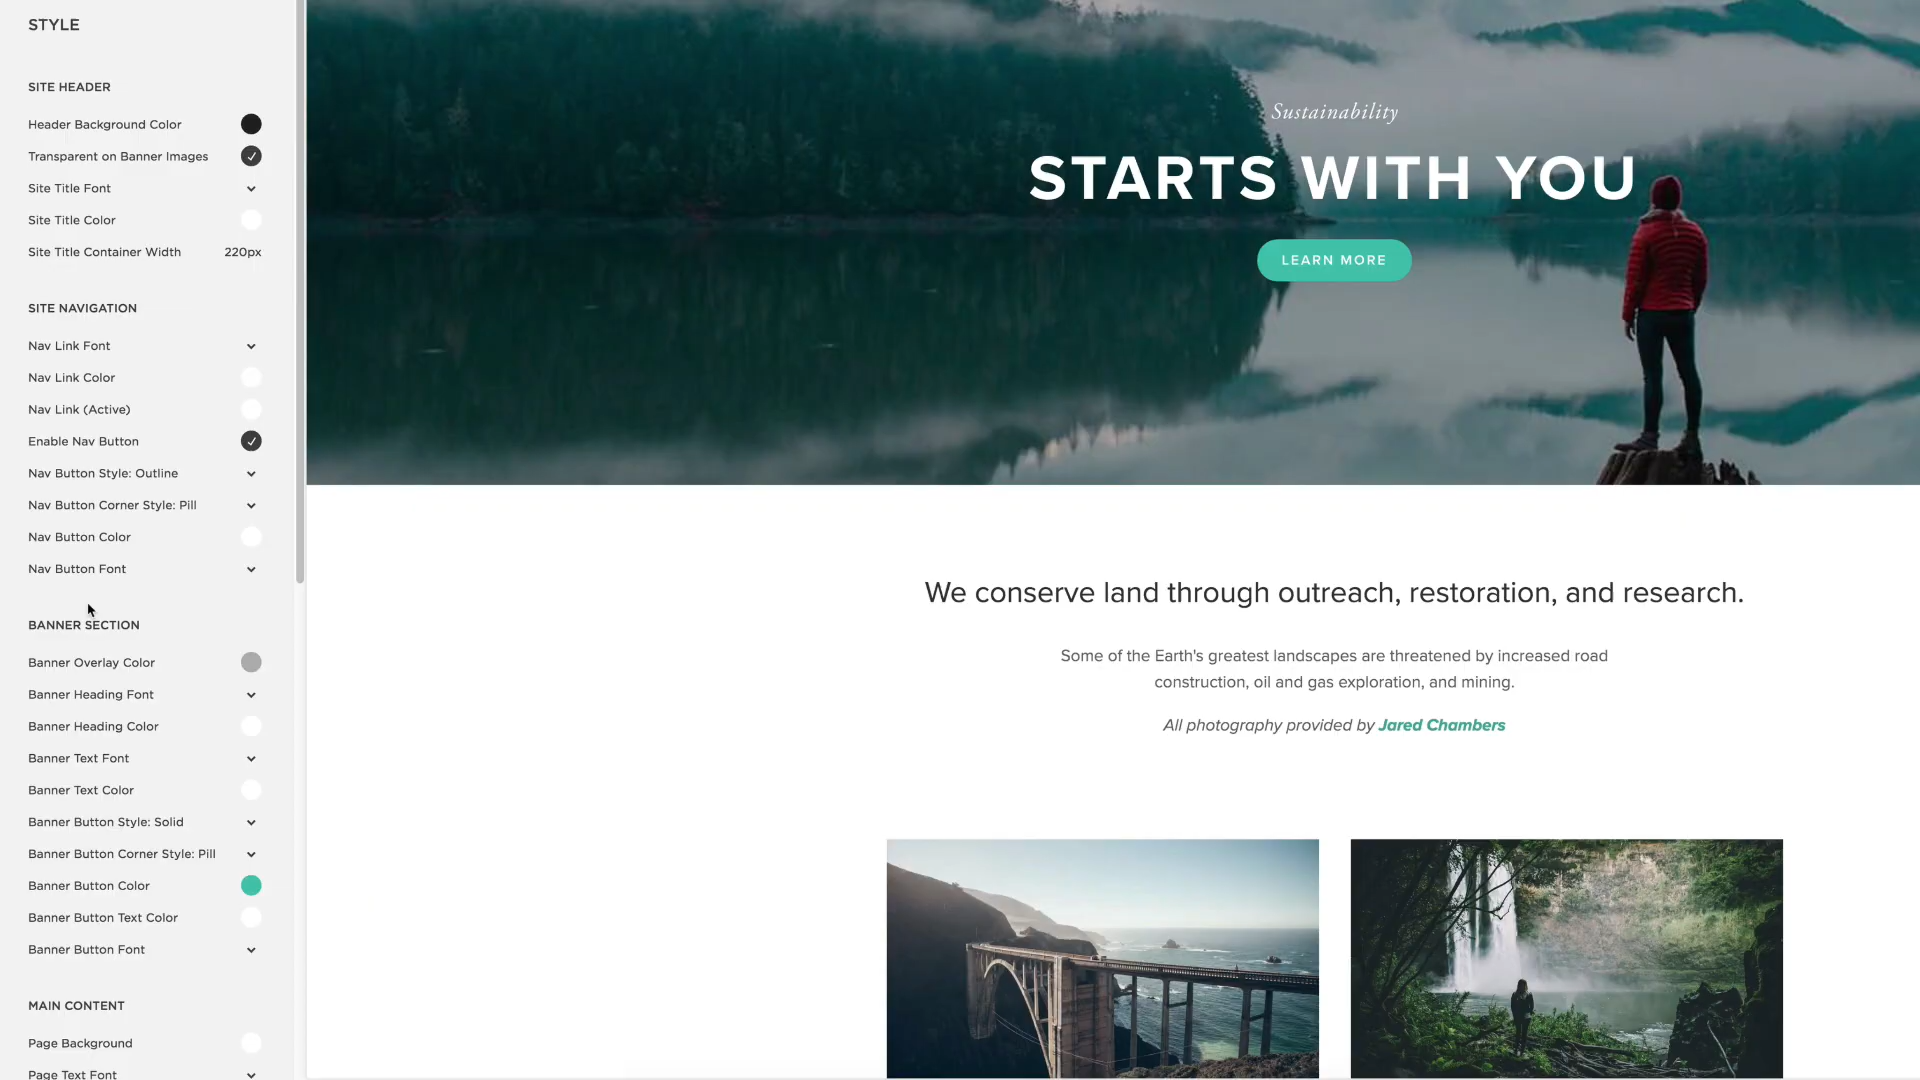 STYLE
SITE HEADER
Header Background Color
Transparent on Banner Images
Site Title Font
Site Title Color
Site Title Container Width 220px
SITE NAVIGATION
Nav Link Font
Nav Link Color
Nav Link (Active)
Enable Nav Button
Nav Button Style: Outline
Nav Button Corner Style: Pill
Nav Button Color
Nav Button Font
BANNER SECTION
Banner Overlay Color
Banner Heading Font
Banner Heading Color
Banner Text Font
Banner Text Color
Banner Button Style: Solid
Banner Button Corner Style: Pill
Banner Button Color
Banner Button Text Color
Banner Button Font
MAIN CONTENT
Page Background
Page Text Font
Sustainability
STARTS WITH YOU
LEARN MORE
We conserve land through outreach, restoration, and research.
Some of the Earth's greatest landscapes are threatened by increased road
construction, oil and gas exploration, and mining.
All photography provided by Jared Chambers